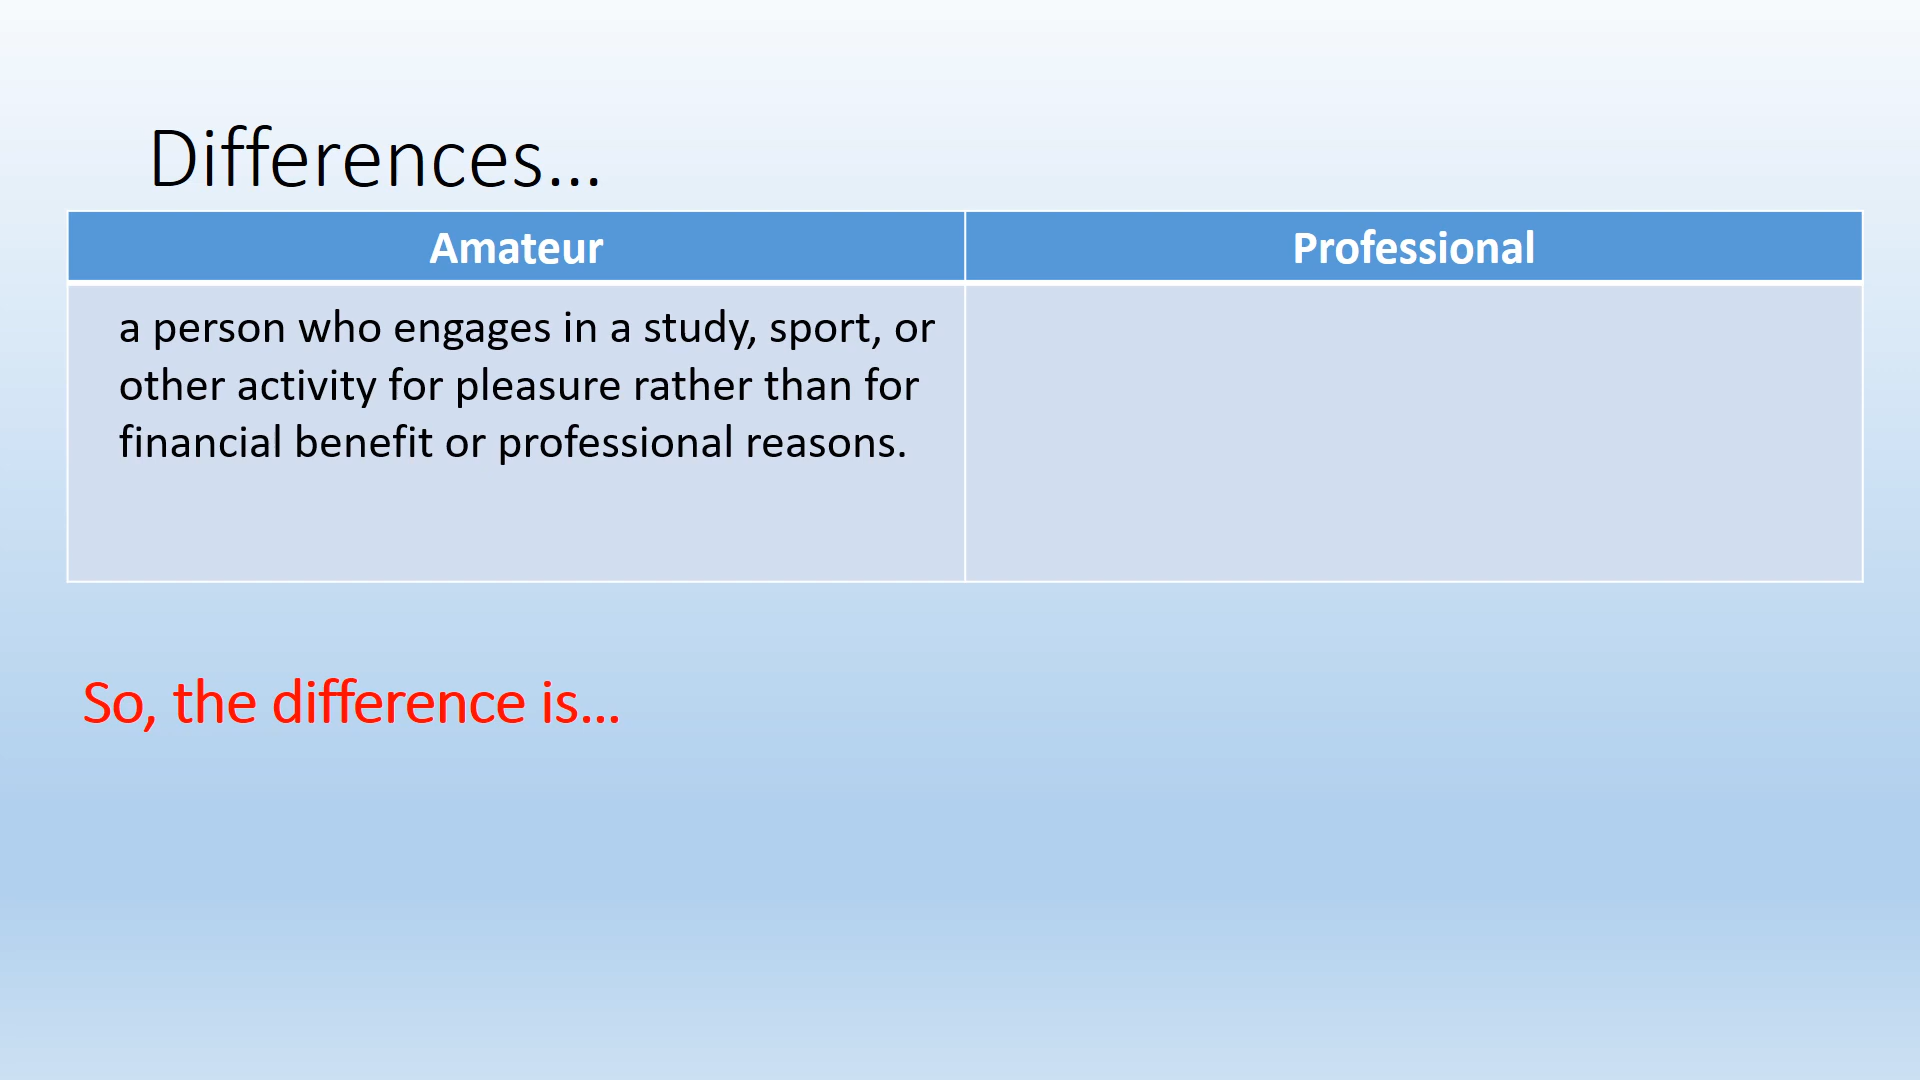 Differences...
Amateur
Professional
a person who engages in a study, sport, or
other activity for pleasure rather than for
financial benefit or professional reasons.
So, the difference is...